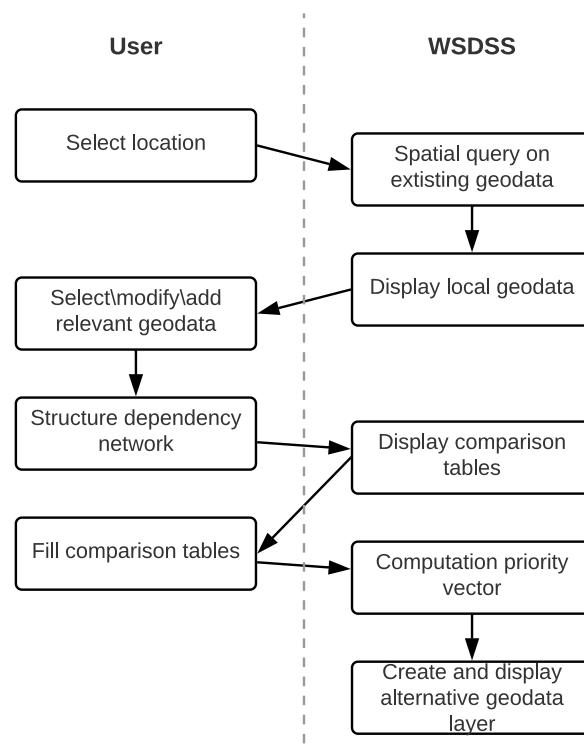 User
WSDSS
Select location
Spatial query on
extisting geodata
Display local geodata
Select\modify\add
relevant geodata
Structure dependency
network
Display comparison
tables
Fill comparison tables
Computation priority
vector
Create and display
alternative geodata
layer